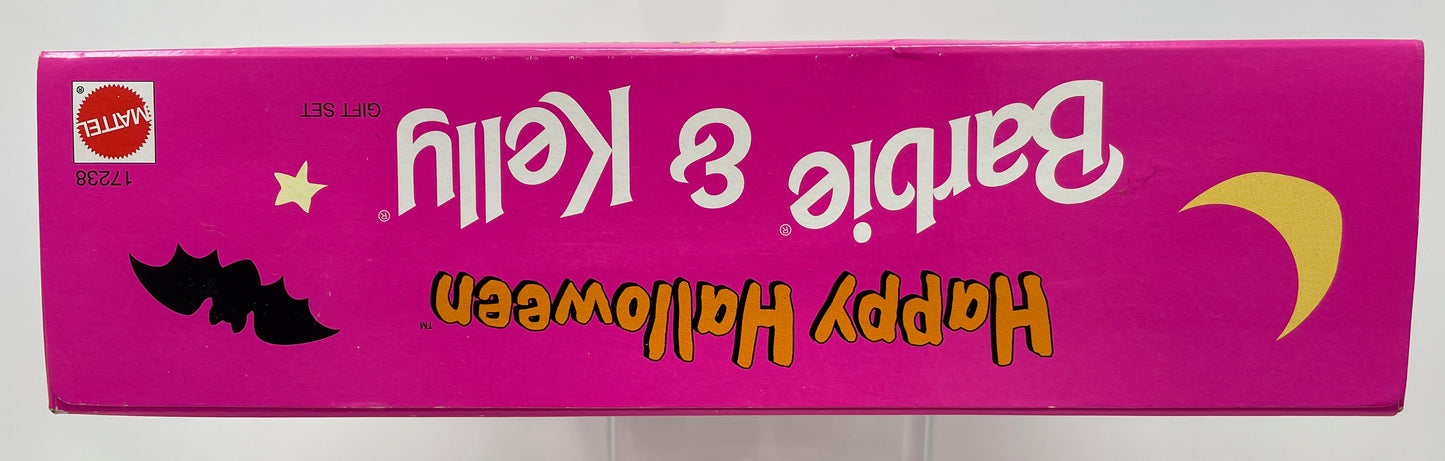 Happy Halloween™
Barbie® & Kelly®
GIFT SET
17238
MATTEL®